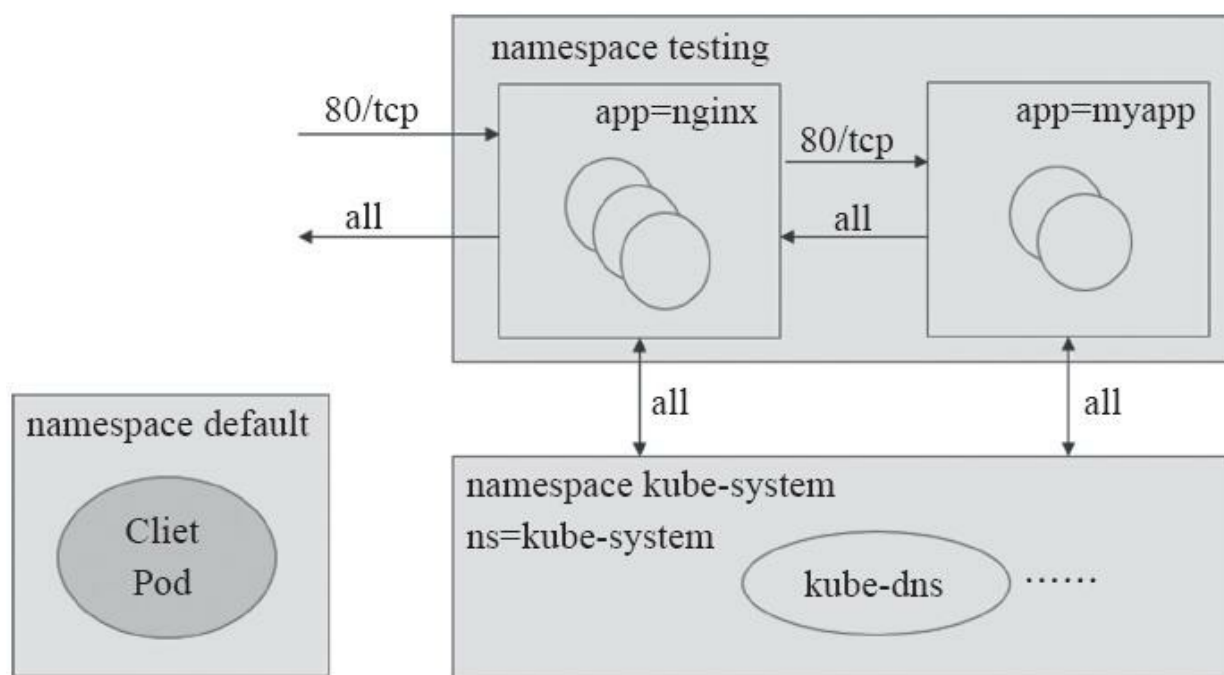 namespace testing
80/tcp
app=nginx
app=myapp
80/tcp
all
all
all
all
namespace default
Cliet
Pod
namespace kube-system
ns=kube-system
kube-dns
······